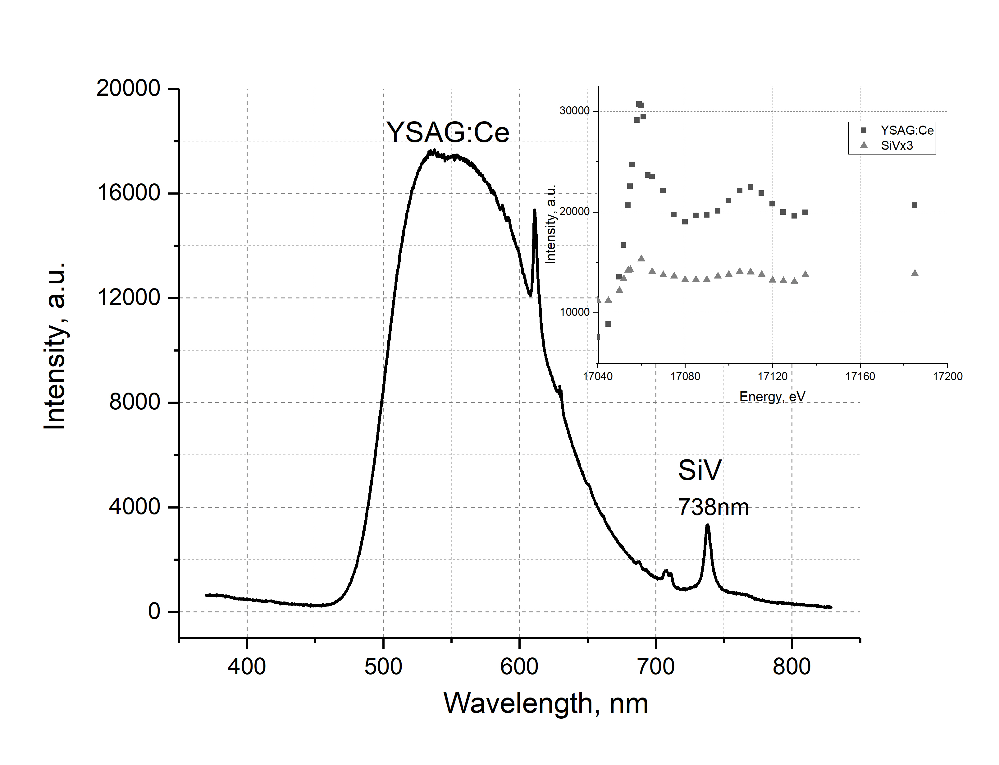 20000
16000
12000
8000
4000
0
Intensity, a.u.
400
500
600
700
800
Wavelength, nm
YSAG:Ce
SiV
738nm
30000
20000
10000
Intensity, a.u.
17040
17080
17120
17160
17200
Energy, eV
YSAG:Ce
SiVx3